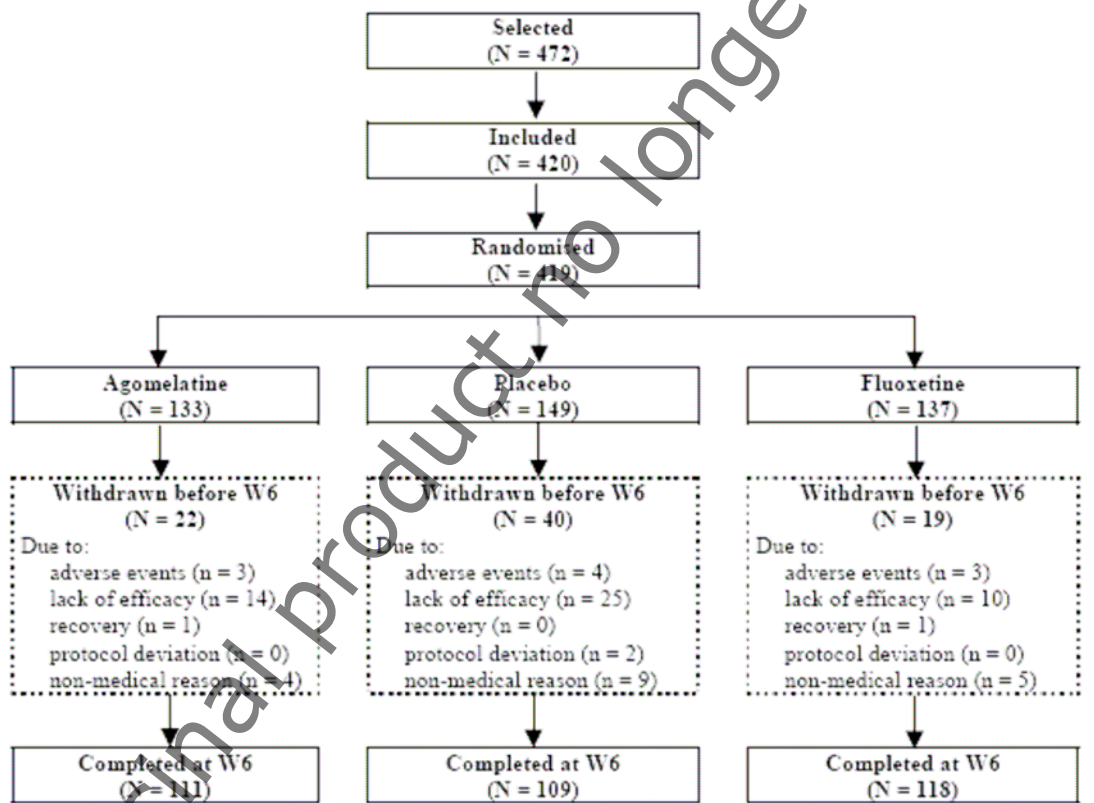 Selected
(N = 472)
Included
(N = 420)
Randomised
(N = 419)
Agomelatine
(N = 133)
Placebo
(N = 149)
Fluoxetine
(N = 137)
Withdrawn before W6
(N = 22)
Due to:
adverse events (n = 3)
lack of efficacy (n = 14)
recovery (n = 1)
protocol deviation (n = 0)
non-medical reason (n = 4)
Withdrawn before W6
(N = 40)
Due to:
adverse events (n = 4)
lack of efficacy (n = 25)
recovery (n = 0)
protocol deviation (n = 2)
non-medical reason (n = 9)
Withdrawn before W6
(N = 19)
Due to:
adverse events (n = 3)
lack of efficacy (n = 10)
recovery (n = 1)
protocol deviation (n = 0)
non-medical reason (n = 5)
Completed at W6
(N = 111)
Completed at W6
(N = 109)
Completed at W6
(N = 118)
product no longe